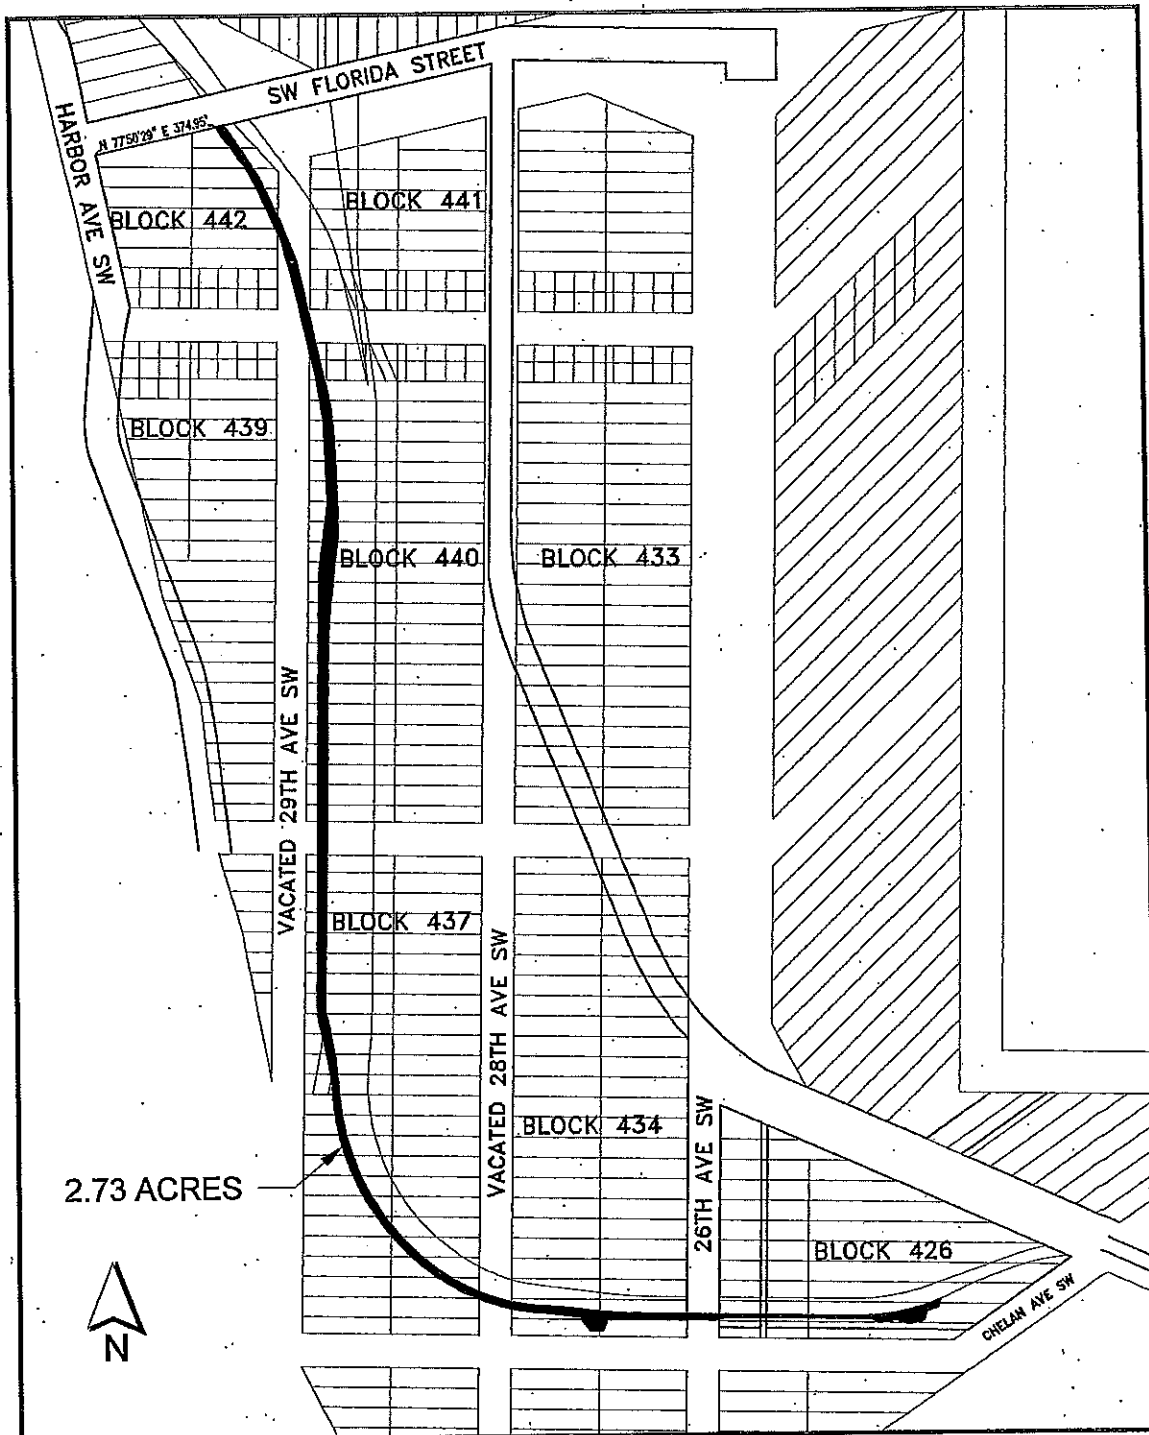 SW FLORIDA STREET
N 77°50'29" E 374.95'
HARBOR AVE SW
BLOCK 442
BLOCK 441
BLOCK 439
BLOCK 440
BLOCK 433
VACATED 29TH AVE SW
BLOCK 437
VACATED 28TH AVE SW
BLOCK 434
26TH AVE SW
2.73 ACRES
BLOCK 426
CHELAN AVE SW
N